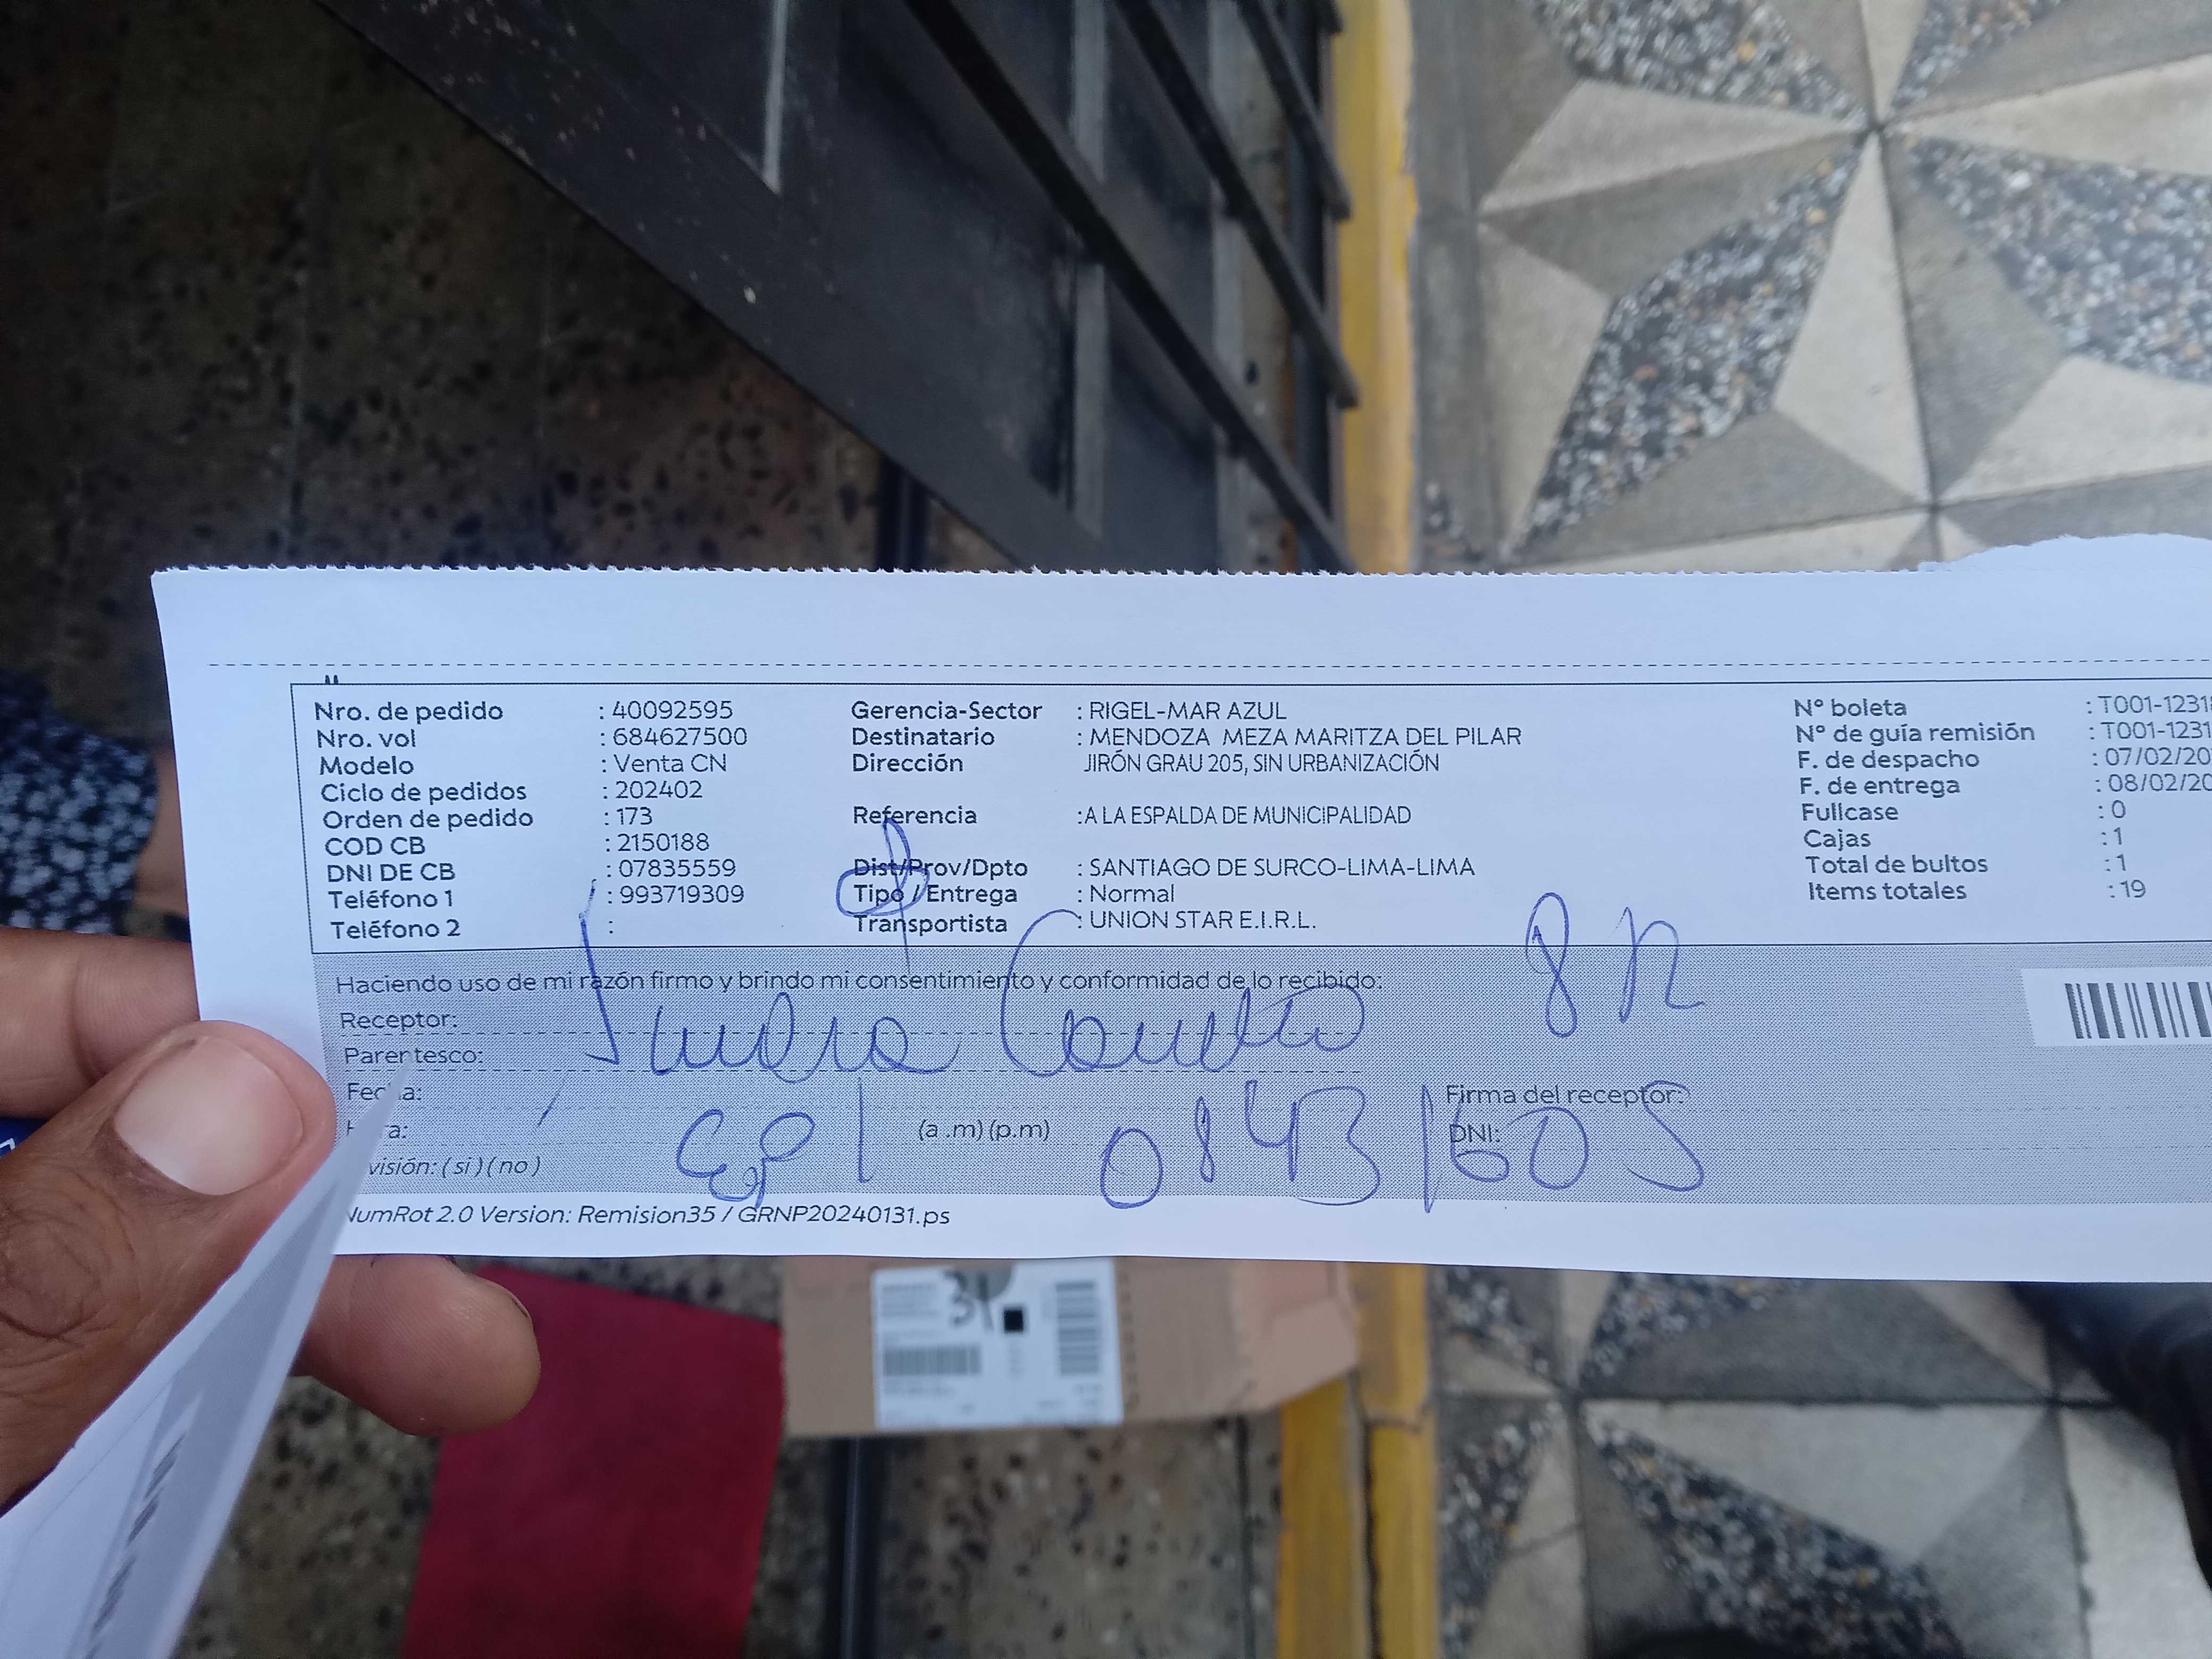 Nro. de pedido : 40092595
Nro. vol : 684627500
Modelo : Venta CN
Ciclo de pedidos : 202402
Orden de pedido : 173
COD CB : 2150188
DNI DE CB : 07835559
Teléfono 1 : 993719309
Teléfono 2 :
Gerencia-Sector : RIGEL-MAR AZUL
Destinatario : MENDOZA MEZA MARITZA DEL PILAR
Dirección JIRÓN GRAU 205, SIN URBANIZACIÓN
Referencia : A LA ESPALDA DE MUNICIPALIDAD
Dist/Prov/Dpto : SANTIAGO DE SURCO-LIMA-LIMA
Tipo / Entrega : Normal
Transportista : UNION STAR E.I.R.L.
N° boleta : T001-1231
N° de guía remisión : T001-1231
F. de despacho : 07/02/20
F. de entrega : 08/02/20
Fullcase : 0
Cajas : 1
Total de bultos : 1
Items totales : 19
Haciendo uso de mi razón firmo y brindo mi consentimiento y conformidad de lo recibido:
Receptor:
Parentesco:
Fecha:
(a .m) (p.m)
visión: ( si ) ( no )
Firma del receptor:
DNI:
NumRot 2.0 Version: Remision35 / GRNP20240131.ps
31